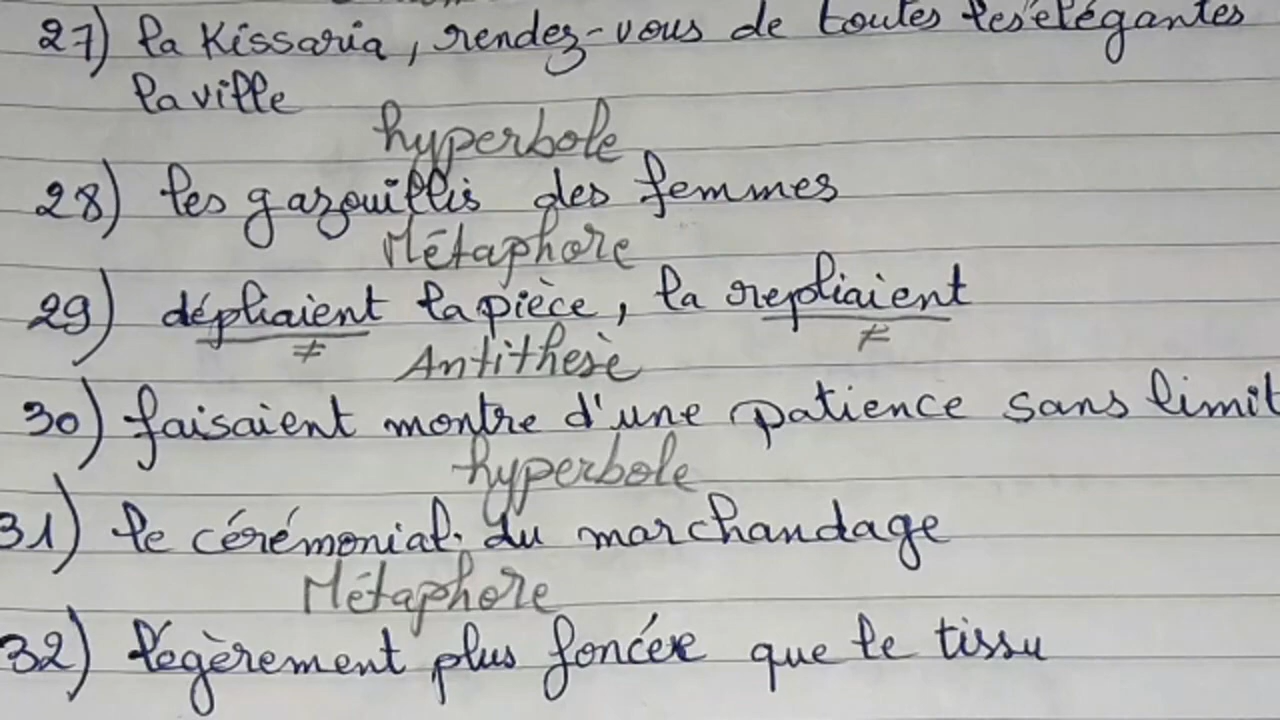 27) la Kissaria, rendez-vous de toutes les élégantes
la ville
hyperbole
28) les gazouillis des femmes
Métaphore
29) dépliaient la pièce, la repliaient
≠ ≠
Antithèse
30) faisaient montre d'une patience sans limit
hyperbole
31) le cérémonial du marchandage
Métaphore
32) légèrement plus foncée que le tissu